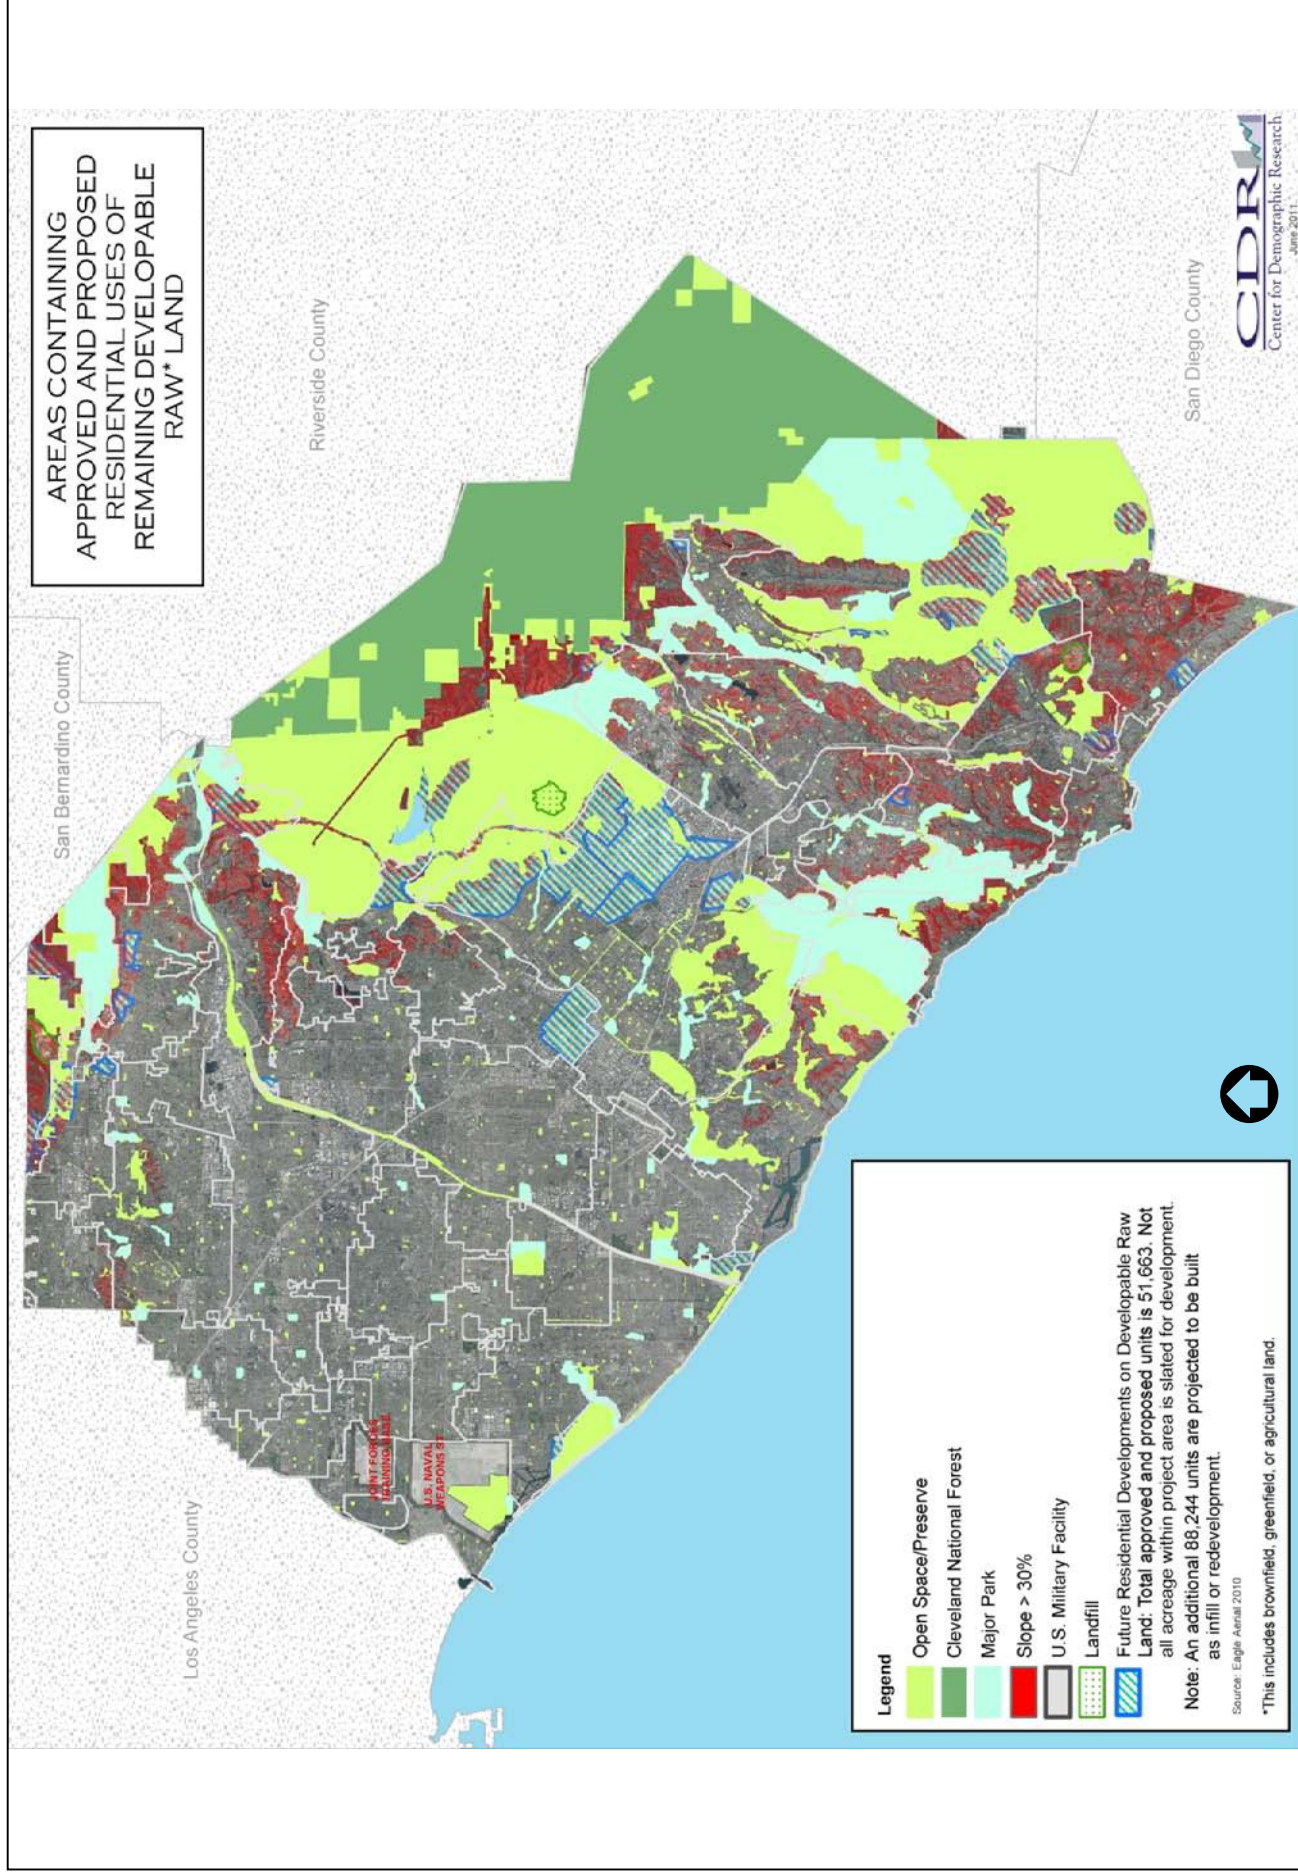 AREAS CONTAINING
APPROVED AND PROPOSED
RESIDENTIAL USES OF
REMAINING DEVELOPABLE
RAW* LAND
San Bernardino County
Riverside County
Los Angeles County
San Diego County
JOINT FORCES
TRAINING BASE
U.S. NAVAL
WEAPONS ST
Legend
Open Space/Preserve
Cleveland National Forest
Major Park
Slope > 30%
U.S. Military Facility
Landfill
Future Residential Developments on Developable Raw
Land: Total approved and proposed units is 51,663. Not
all acreage within project area is slated for development.
Note: An additional 88,244 units are projected to be built
as infill or redevelopment.
Source: Eagle Aerial 2010
*This includes brownfield, greenfield, or agricultural land.
CDR
Center for Demographic Research
June 2011